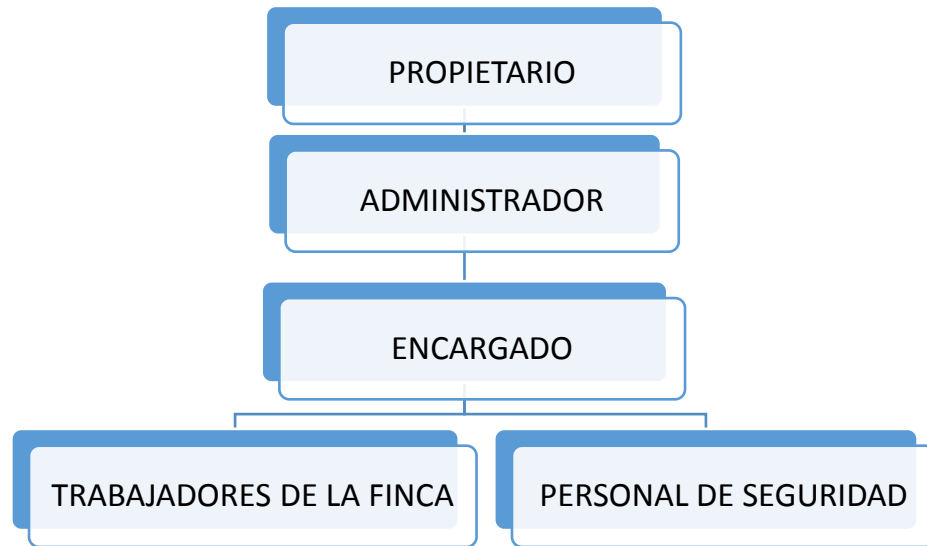 PROPIETARIO
ADMINISTRADOR
ENCARGADO
TRABAJADORES DE LA FINCA
PERSONAL DE SEGURIDAD